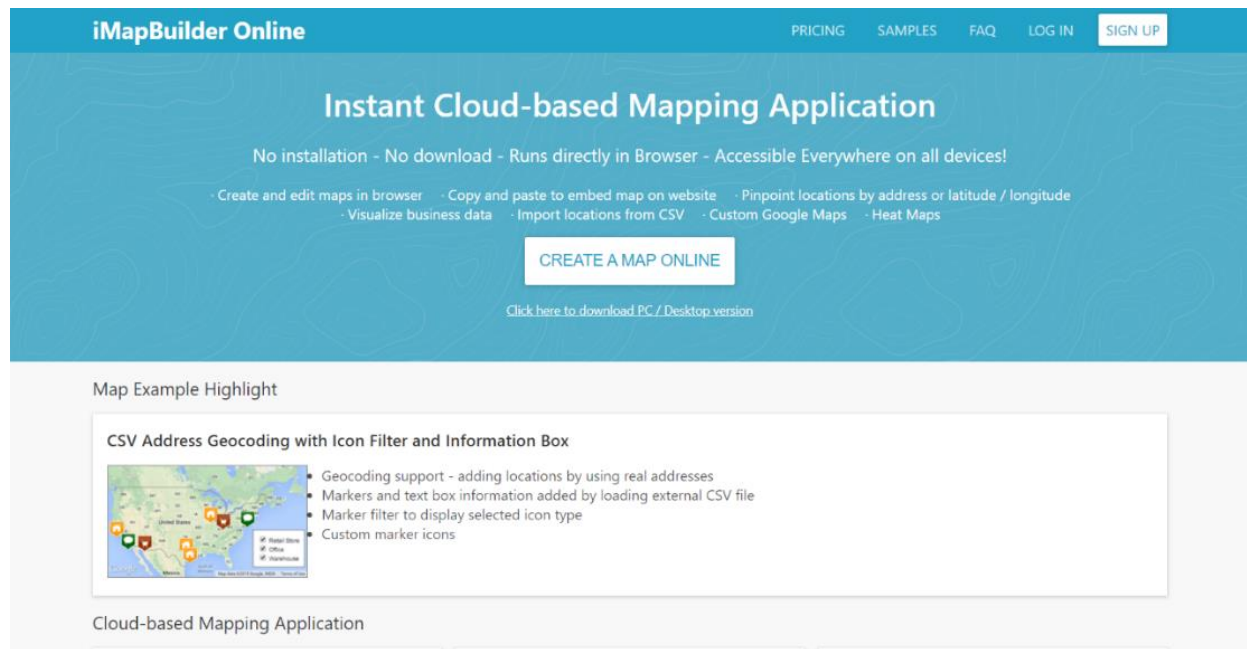 iMapBuilder Online
PRICING SAMPLES FAQ LOG IN SIGN UP
Instant Cloud-based Mapping Application
No installation - No download - Runs directly in Browser - Accessible Everywhere on all devices!
· Create and edit maps in browser · Copy and paste to embed map on website · Pinpoint locations by address or latitude / longitude
· Visualize business data · Import locations from CSV · Custom Google Maps · Heat Maps
CREATE A MAP ONLINE
Click here to download PC / Desktop version
Map Example Highlight
CSV Address Geocoding with Icon Filter and Information Box
• Geocoding support - adding locations by using real addresses
• Markers and text box information added by loading external CSV file
• Marker filter to display selected icon type
• Custom marker icons
United States
Retail Store
Office
Warehouse
Mexico
Terms of Use
Cloud-based Mapping Application